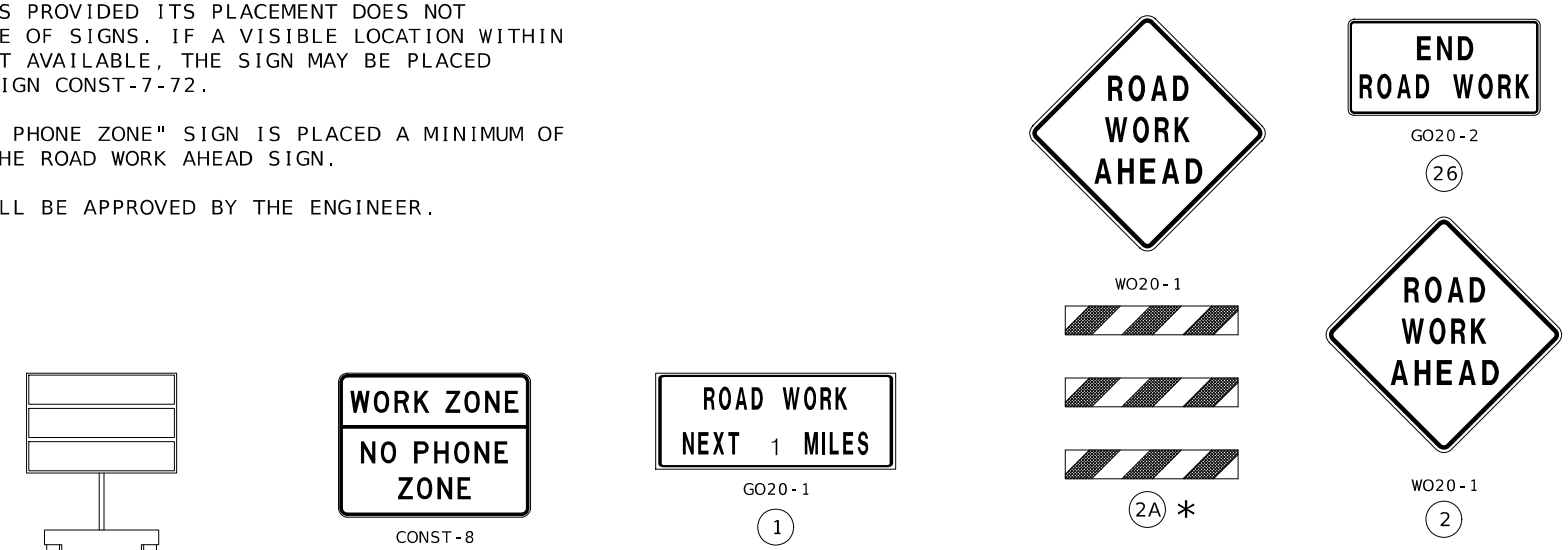 S PROVIDED ITS PLACEMENT DOES NOT
E OF SIGNS. IF A VISIBLE LOCATION WITHIN
T AVAILABLE, THE SIGN MAY BE PLACED
IGN CONST-7-72.
PHONE ZONE" SIGN IS PLACED A MINIMUM OF
HE ROAD WORK AHEAD SIGN.
LL BE APPROVED BY THE ENGINEER.
ROAD
WORK
AHEAD
WO20-1
2A *
END
ROAD WORK
GO20-2
26
ROAD
WORK
AHEAD
WO20-1
2
WORK ZONE
NO PHONE
ZONE
CONST-8
ROAD WORK
NEXT 1 MILES
GO20-1
1